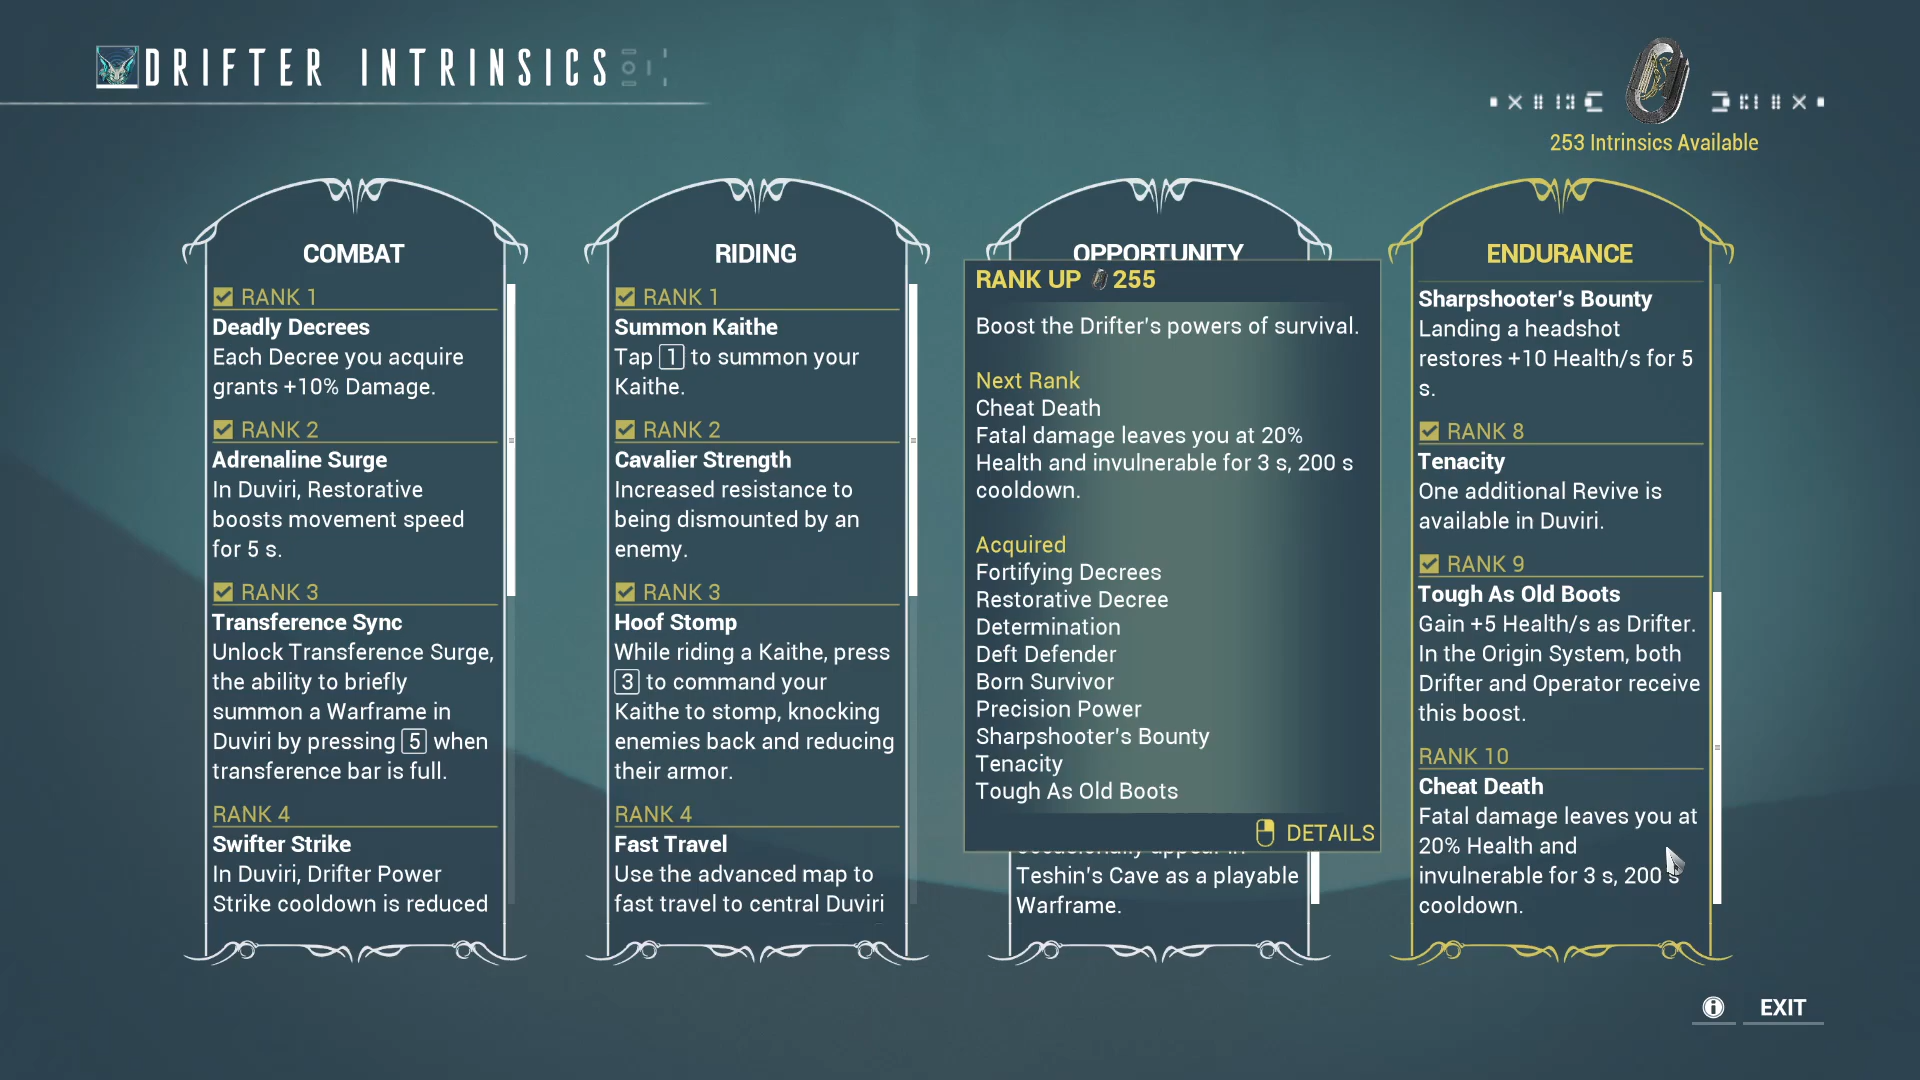 DRIFTER INTRINSICS
253 Intrinsics Available
COMBAT
RANK 1
Deadly Decrees
Each Decree you acquire
grants +10% Damage.
RANK 2
Adrenaline Surge
In Duviri, Restorative
boosts movement speed
for 5 s.
RANK 3
Transference Sync
Unlock Transference Surge,
the ability to briefly
summon a Warframe in
Duviri by pressing 5 when
transference bar is full.
RANK 4
Swifter Strike
In Duviri, Drifter Power
Strike cooldown is reduced
RIDING
RANK 1
Summon Kaithe
Tap 1 to summon your
Kaithe.
RANK 2
Cavalier Strength
Increased resistance to
being dismounted by an
enemy.
RANK 3
Hoof Stomp
While riding a Kaithe, press
3 to command your
Kaithe to stomp, knocking
enemies back and reducing
their armor.
RANK 4
Fast Travel
Use the advanced map to
fast travel to central Duviri
OPPORTUNITY
RANK UP 255
Boost the Drifter's powers of survival.
Next Rank
Cheat Death
Fatal damage leaves you at 20%
Health and invulnerable for 3 s, 200 s
cooldown.
Acquired
Fortifying Decrees
Restorative Decree
Determination
Deft Defender
Born Survivor
Precision Power
Sharpshooter's Bounty
Tenacity
Tough As Old Boots
DETAILS
Teshin's Cave as a playable
Warframe.
ENDURANCE
Sharpshooter's Bounty
Landing a headshot
restores +10 Health/s for 5
s.
RANK 8
Tenacity
One additional Revive is
available in Duviri.
RANK 9
Tough As Old Boots
Gain +5 Health/s as Drifter.
In the Origin System, both
Drifter and Operator receive
this boost.
RANK 10
Cheat Death
Fatal damage leaves you at
20% Health and
invulnerable for 3 s, 200 s
cooldown.
EXIT